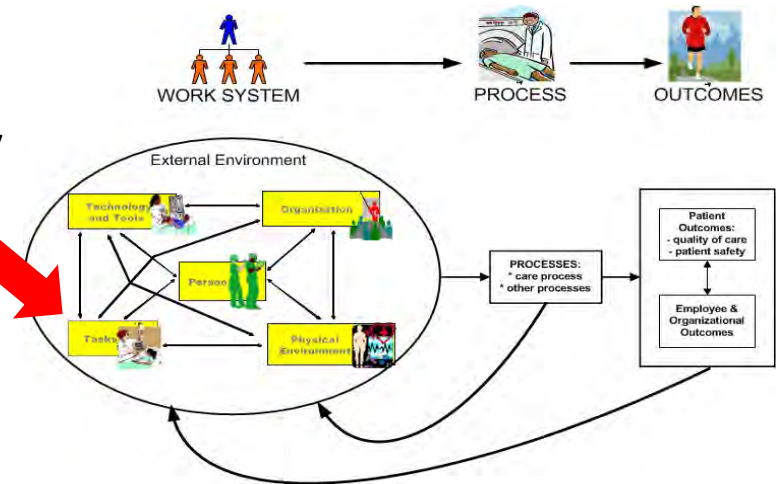 WORK SYSTEM
PROCESS
OUTCOMES
External Environment
Technology
and Tools
Organization
Person
Tasks
Physical
Environment
PROCESSES:
* care process
* other processes
Patient
Outcomes:
- quality of care
- patient safety
Employee &
Organizational
Outcomes